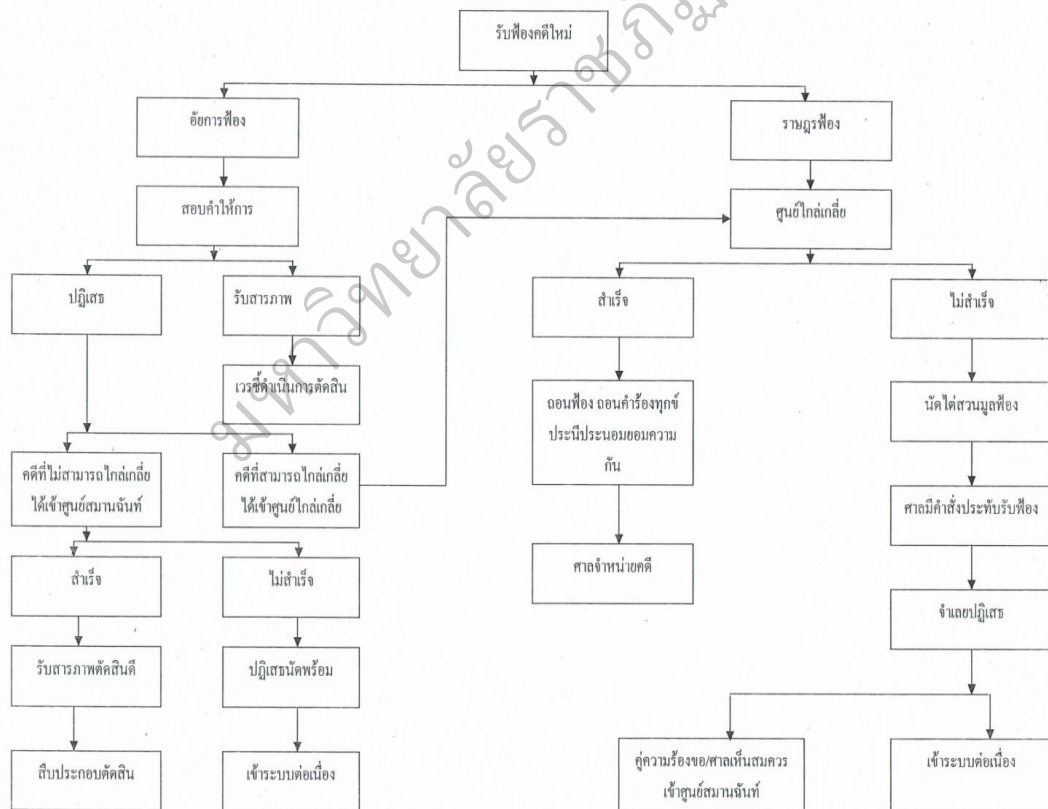 รับฟ้องคดีใหม่
อัยการฟ้อง
ราษฎรฟ้อง
สอบคำให้การ
ศูนย์ไกล่เกลี่ย
ปฏิเสธ
รับสารภาพ
สำเร็จ
ไม่สำเร็จ
เวรชี้ดำเนินการตัดสิน
ถอนฟ้อง ถอนคำร้องทุกข์
ประนีประนอมยอมความ
กัน
นัดไต่สวนมูลฟ้อง
คดีที่ไม่สามารถไกล่เกลี่ย
ได้เข้าศูนย์สมานฉันท์
คดีที่สามารถไกล่เกลี่ย
ได้เข้าศูนย์ไกล่เกลี่ย
ศาลมีคำสั่งประทับรับฟ้อง
สำเร็จ
ไม่สำเร็จ
ศาลจำหน่ายคดี
จำเลยปฏิเสธ
รับสารภาพตัดสินดี
ปฏิเสธนัดพร้อม
สืบประกอบตัดสิน
เข้าระบบต่อเนื่อง
คู่ความร้องขอ/ศาลเห็นสมควร
เข้าศูนย์สมานฉันท์
เข้าระบบต่อเนื่อง
มหาวิทยาลัยราชภัฏ